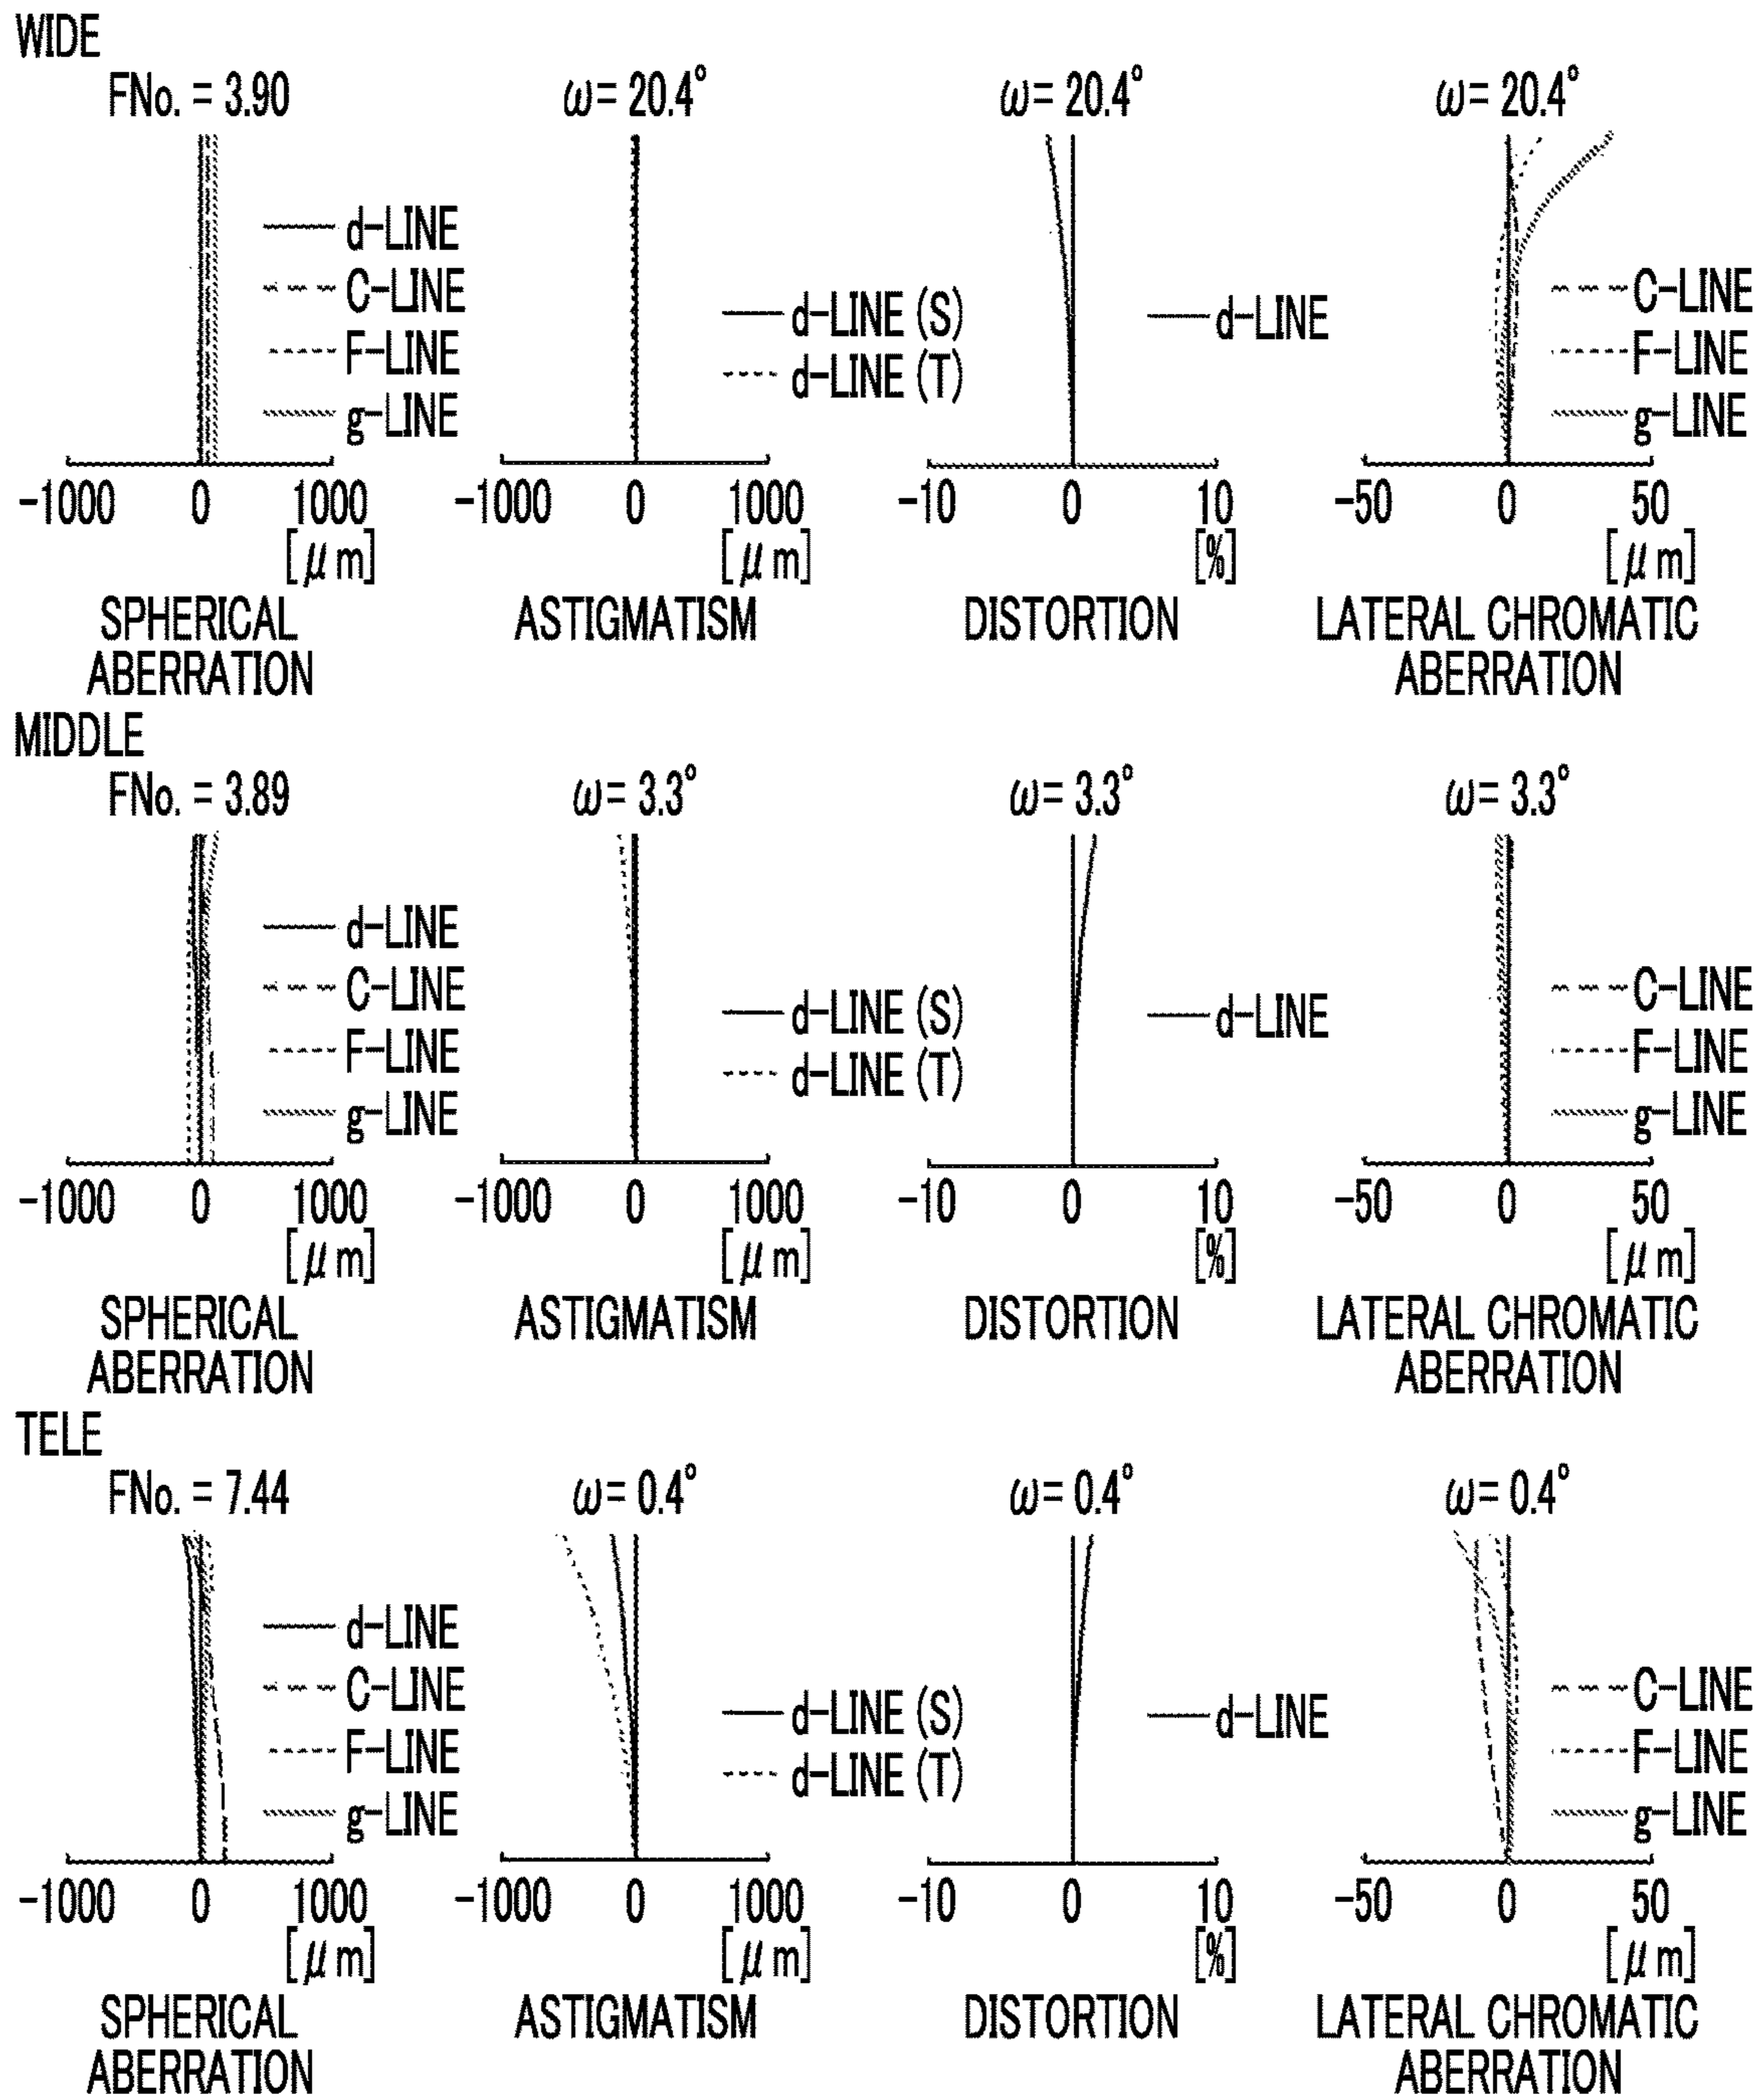 WIDE
FNo. = 3.90
ω = 20.4°
ω = 20.4°
ω = 20.4°
d-LINE
C-LINE
F-LINE
g-LINE
d-LINE (S)
d-LINE (T)
d-LINE
C-LINE
F-LINE
g-LINE
-1000 0 1000
[μm]
-1000 0 1000
[μm]
-10 0 10
[%]
-50 0 50
[μm]
SPHERICAL
ABERRATION
ASTIGMATISM
DISTORTION
LATERAL CHROMATIC
ABERRATION
MIDDLE
FNo. = 3.89
ω = 3.3°
ω = 3.3°
ω = 3.3°
d-LINE
C-LINE
F-LINE
g-LINE
d-LINE (S)
d-LINE (T)
d-LINE
C-LINE
F-LINE
g-LINE
-1000 0 1000
[μm]
-1000 0 1000
[μm]
-10 0 10
[%]
-50 0 50
[μm]
SPHERICAL
ABERRATION
ASTIGMATISM
DISTORTION
LATERAL CHROMATIC
ABERRATION
TELE
FNo. = 7.44
ω = 0.4°
ω = 0.4°
ω = 0.4°
d-LINE
C-LINE
F-LINE
g-LINE
d-LINE (S)
d-LINE (T)
d-LINE
C-LINE
F-LINE
g-LINE
-1000 0 1000
[μm]
-1000 0 1000
[μm]
-10 0 10
[%]
-50 0 50
[μm]
SPHERICAL
ABERRATION
ASTIGMATISM
DISTORTION
LATERAL CHROMATIC
ABERRATION